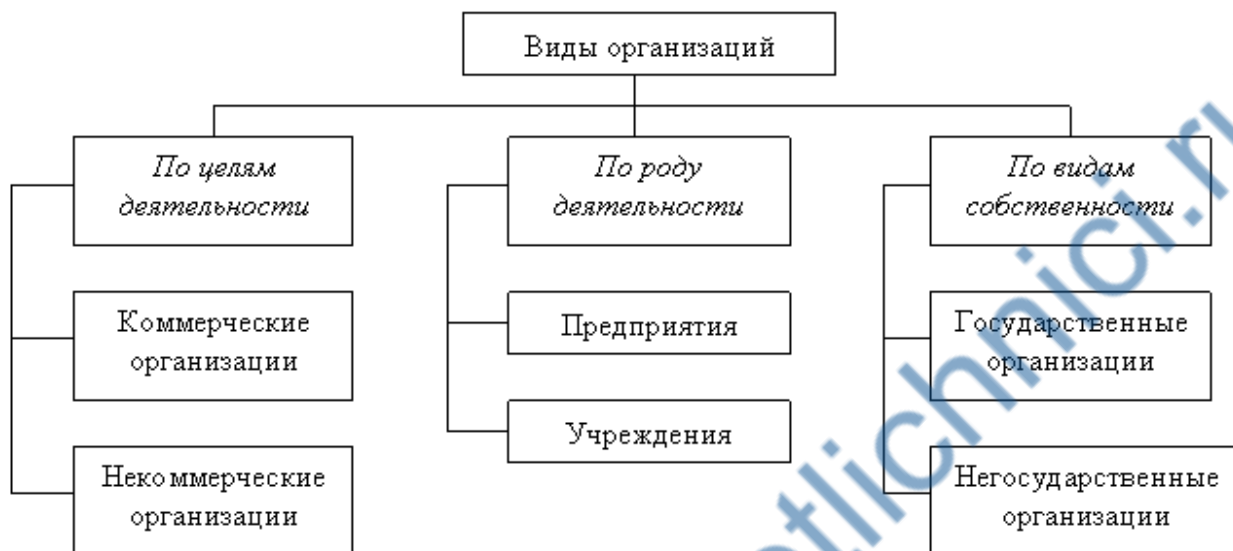 Виды организаций
По целям
деятельности
Коммерческие
организации
Некоммерческие
организации
По роду
деятельности
Предприятия
Учреждения
По видам
собственности
Государственные
организации
Негосударственные
организации